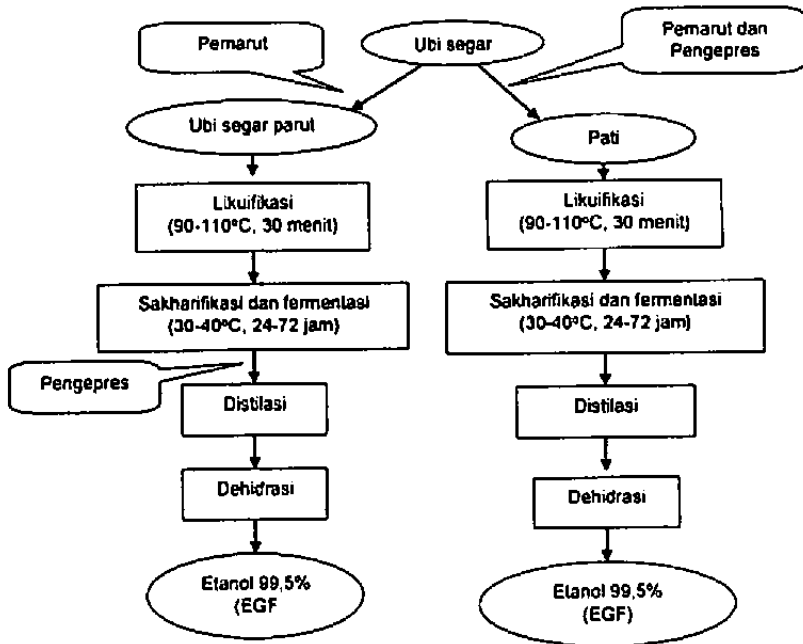 Pemarut
Ubi segar
Pemarut dan
Pengepres
Ubi segar parut
Pati
Likuifikasi
(90-110°C, 30 menit)
Likuifikasi
(90-110°C, 30 menit)
Sakharifikasi dan fermentasi
(30-40°C, 24-72 jam)
Sakharifikasi dan fermentasi
(30-40°C, 24-72 jam)
Pengepres
Distilasi
Distilasi
Dehidrasi
Dehidrasi
Etanol 99,5%
(EGF
Etanol 99,5%
(EGF)